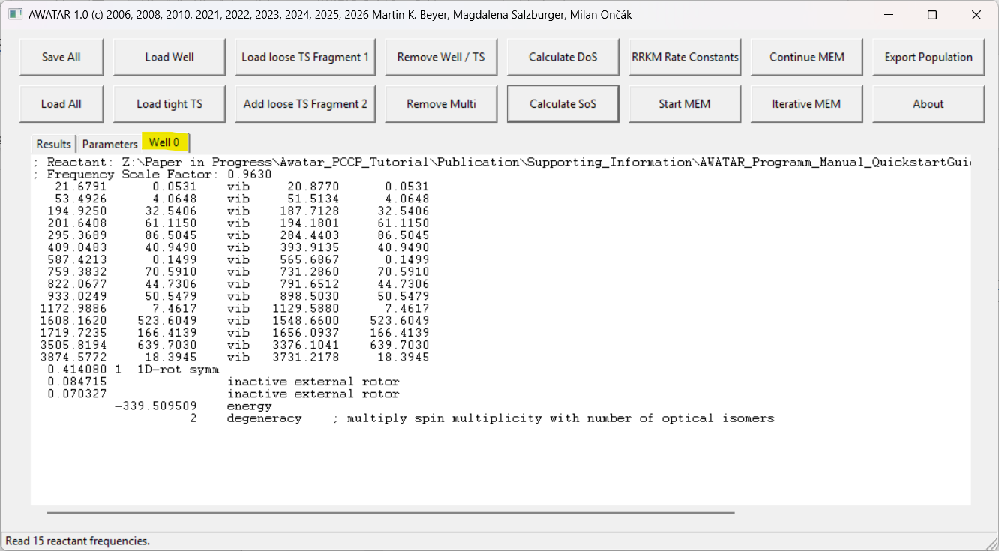 AWATAR 1.0 (c) 2006, 2008, 2010, 2021, 2022, 2023, 2024, 2025, 2026 Martin K. Beyer, Magdalena Salzburger, Milan Ončák
Save All Load Well Load loose TS Fragment 1 Remove Well / TS Calculate DoS RRKM Rate Constants Continue MEM Export Population
Load All Load tight TS Add loose TS Fragment 2 Remove Multi Calculate SoS Start MEM Iterative MEM About
Results Parameters Well 0
; Reactant: Z:\Paper in Progress\Avatar_PCCP_Tutorial\Publication\Supporting_Information\AWATAR_Programm_Manual_QuickstartGui
; Frequency Scale Factor: 0.9630
21.6791 0.0531 vib 20.8770 0.0531
53.4926 4.0648 vib 51.5134 4.0648
194.9250 32.5406 vib 187.7128 32.5406
201.6408 61.1150 vib 194.1801 61.1150
295.3689 86.5045 vib 284.4403 86.5045
409.0483 40.9490 vib 393.9135 40.9490
587.4213 0.1499 vib 565.6867 0.1499
759.3832 70.5910 vib 731.2860 70.5910
822.0677 44.7306 vib 791.6512 44.7306
933.0249 50.5479 vib 898.5030 50.5479
1172.9886 7.4617 vib 1129.5880 7.4617
1608.1620 523.6049 vib 1548.6600 523.6049
1719.7235 166.4139 vib 1656.0937 166.4139
3505.8194 639.7030 vib 3376.1041 639.7030
3874.5772 18.3945 vib 3731.2178 18.3945
0.414080 1 1D-rot symm
0.084715 inactive external rotor
0.070327 inactive external rotor
-339.509509 energy
2 degeneracy ; multiply spin multiplicity with number of optical isomers
Read 15 reactant frequencies.